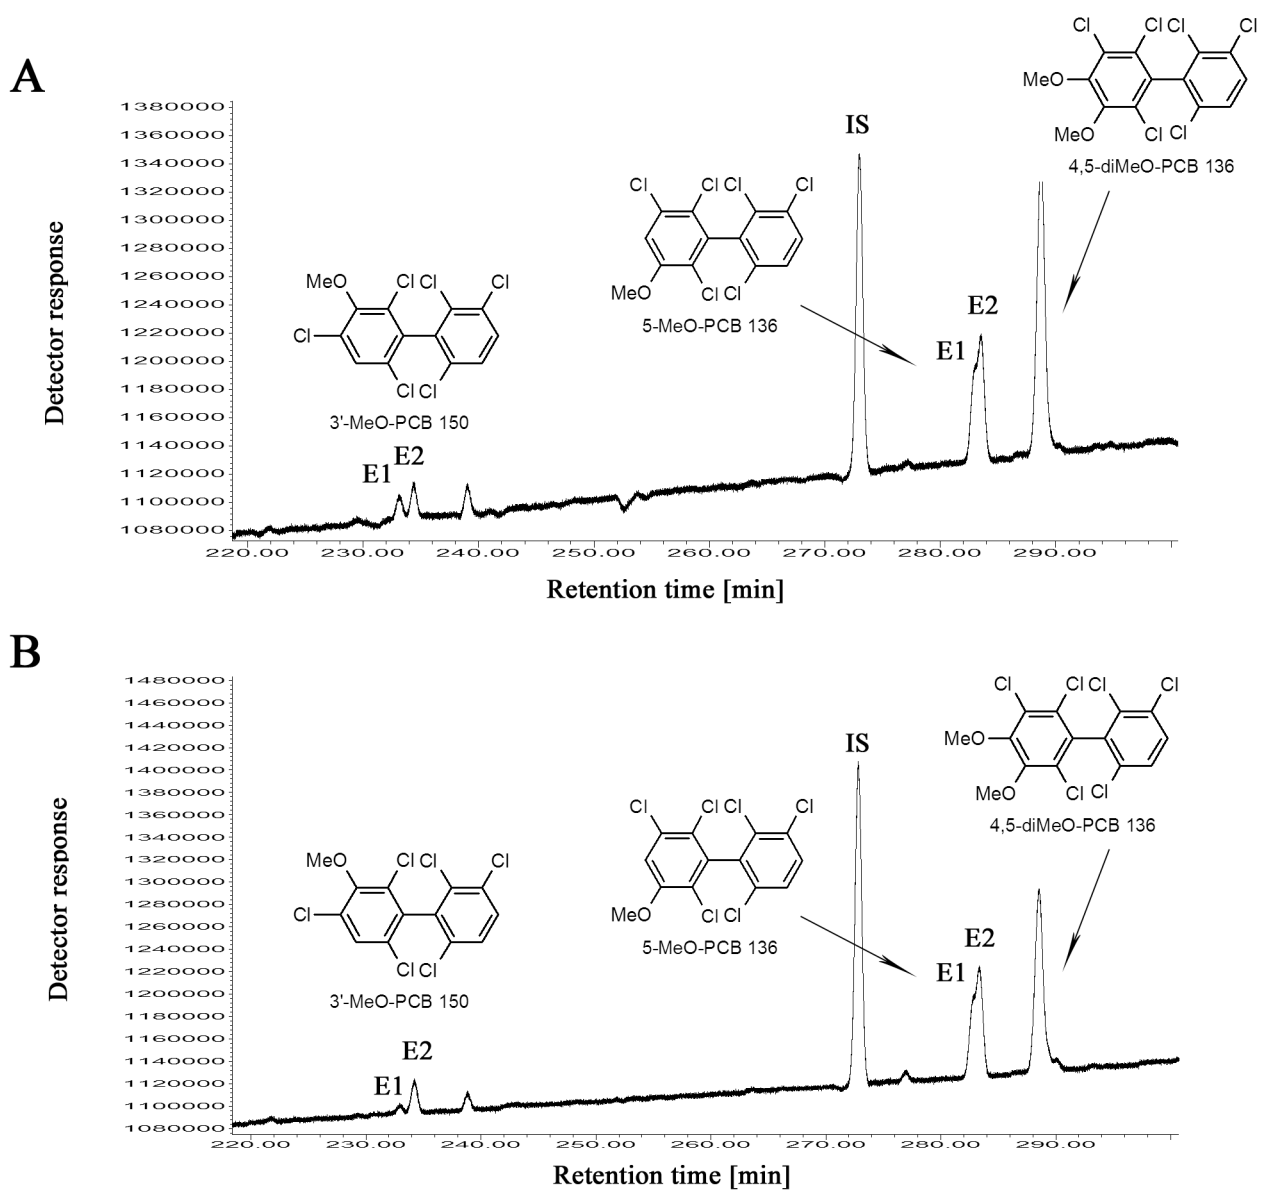 A
Cl
Cl Cl
Cl
MeO
MeO
Cl Cl
4,5-diMeO-PCB 136
1380000
1360000
1340000
1320000
1300000
1280000
1260000
1240000
1220000
1200000
1180000
1160000
1140000
1120000
1100000
1080000
Detector response
IS
Cl
Cl Cl
Cl
MeO
Cl Cl
5-MeO-PCB 136
MeO
Cl Cl
Cl
Cl
Cl Cl
3'-MeO-PCB 150
E2
E1
E2
E1
220.00 230.00 240.00 250.00 260.00 270.00 280.00 290.00
Retention time [min]
B
1480000
1460000
1440000
1420000
1400000
1380000
1360000
1340000
1320000
1300000
1280000
1260000
1240000
1220000
1200000
1180000
1160000
1140000
1120000
1100000
1080000
Detector response
Cl
Cl Cl
Cl
MeO
MeO
Cl Cl
4,5-diMeO-PCB 136
IS
Cl
Cl Cl
Cl
MeO
Cl Cl
5-MeO-PCB 136
MeO
Cl Cl
Cl
Cl
Cl Cl
3'-MeO-PCB 150
E2
E1
E2
E1
220.00 230.00 240.00 250.00 260.00 270.00 280.00 290.00
Retention time [min]